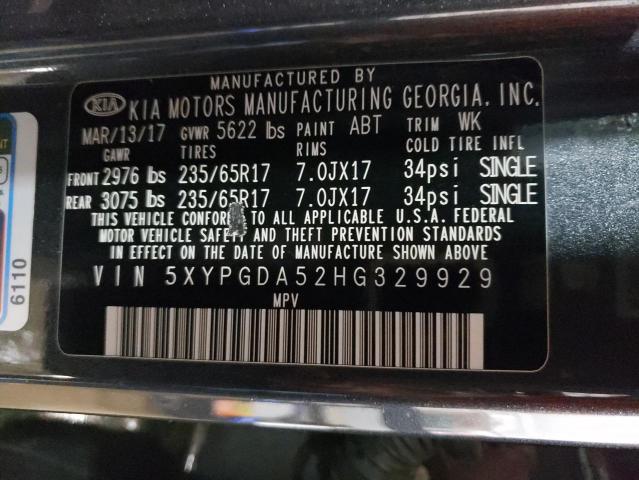 MANUFACTURED BY
KIA KIA MOTORS MANUFACTURING GEORGIA, INC.
MAR/13/17 GVWR 5622 lbs PAINT ABT TRIM WK
GAWR TIRES RIMS COLD TIRE INFL
FRONT 2976 lbs 235/65R17 7.0JX17 34psi SINGLE
REAR 3075 lbs 235/65R17 7.0JX17 34psi SINGLE
THIS VEHICLE CONFOR TO ALL APPLICABLE U.S.A. FEDERAL
MOTOR VEHICLE SAFETY AND THEFT PREVENTION STANDARDS
IN EFFECT ON THE DATE OF MANUFACTURE SHOWN ABOVE
VIN 5XYPGDA52HG329929
MPV
6110